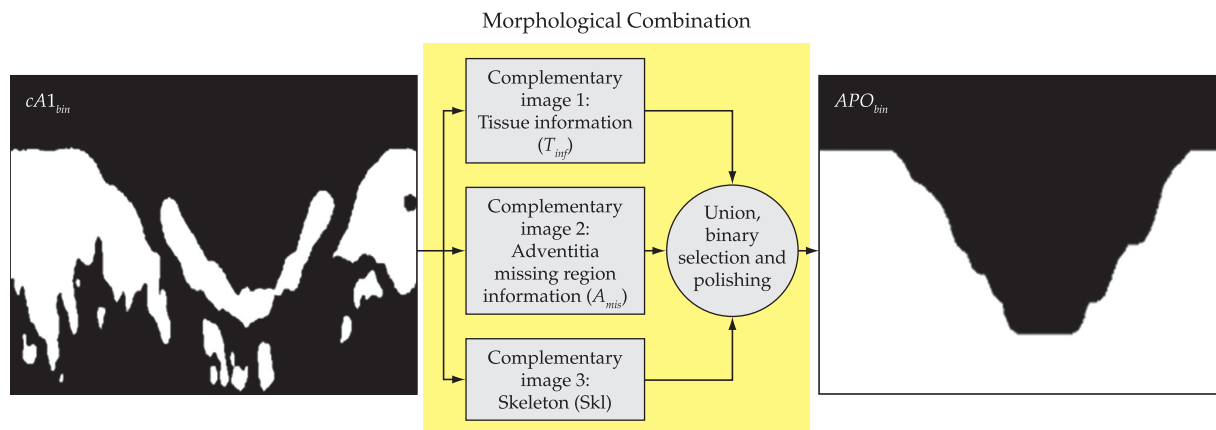 Morphological Combination
cA1bin
Complementary
image 1:
Tissue information
(Tinf)
Complementary
image 2:
Adventitia
missing region
information (Amis)
Complementary
image 3:
Skeleton (Skl)
Union,
binary
selection and
polishing
APObin